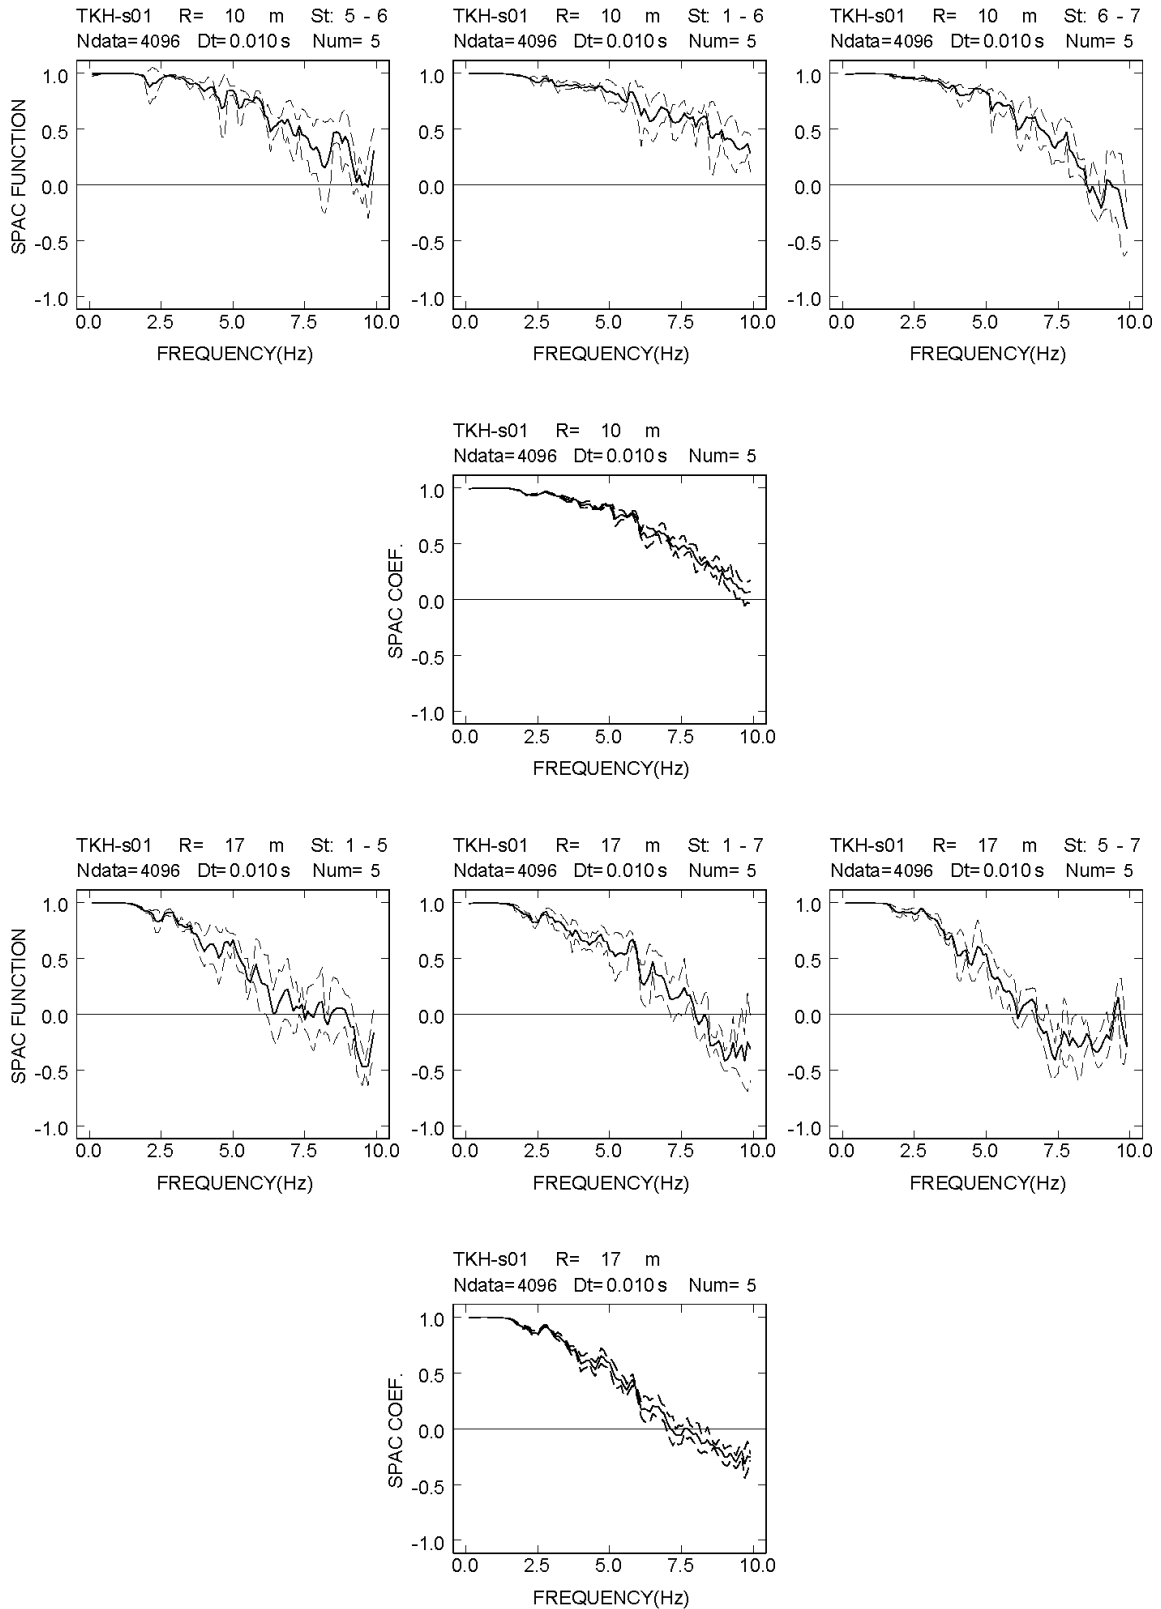 TKH-s01 R= 10 m St: 5 - 6
Ndata=4096 Dt=0.010 s Num= 5
TKH-s01 R= 10 m St: 1 - 6
Ndata=4096 Dt=0.010 s Num= 5
TKH-s01 R= 10 m St: 6 - 7
Ndata=4096 Dt=0.010 s Num= 5
SPAC FUNCTION
1.0
0.5
0.0
-0.5
-1.0
0.0 2.5 5.0 7.5 10.0
FREQUENCY(Hz)
1.0
0.5
0.0
-0.5
-1.0
0.0 2.5 5.0 7.5 10.0
FREQUENCY(Hz)
1.0
0.5
0.0
-0.5
-1.0
0.0 2.5 5.0 7.5 10.0
FREQUENCY(Hz)
TKH-s01 R= 10 m
Ndata=4096 Dt=0.010 s Num= 5
SPAC COEF.
1.0
0.5
0.0
-0.5
-1.0
0.0 2.5 5.0 7.5 10.0
FREQUENCY(Hz)
TKH-s01 R= 17 m St: 1 - 5
Ndata=4096 Dt=0.010 s Num= 5
TKH-s01 R= 17 m St: 1 - 7
Ndata=4096 Dt=0.010 s Num= 5
TKH-s01 R= 17 m St: 5 - 7
Ndata=4096 Dt=0.010 s Num= 5
SPAC FUNCTION
1.0
0.5
0.0
-0.5
-1.0
0.0 2.5 5.0 7.5 10.0
FREQUENCY(Hz)
1.0
0.5
0.0
-0.5
-1.0
0.0 2.5 5.0 7.5 10.0
FREQUENCY(Hz)
1.0
0.5
0.0
-0.5
-1.0
0.0 2.5 5.0 7.5 10.0
FREQUENCY(Hz)
TKH-s01 R= 17 m
Ndata=4096 Dt=0.010 s Num= 5
SPAC COEF.
1.0
0.5
0.0
-0.5
-1.0
0.0 2.5 5.0 7.5 10.0
FREQUENCY(Hz)